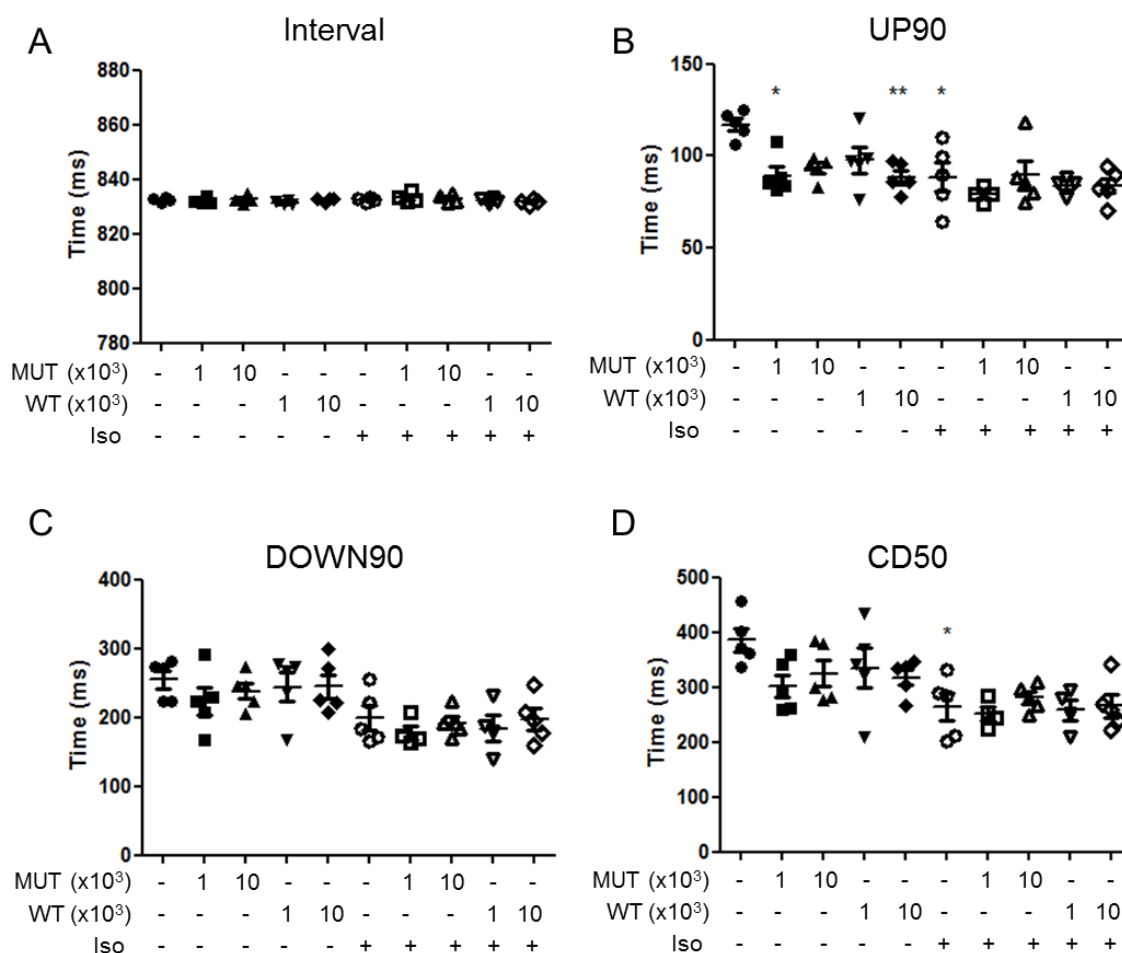 A
Interval
880
860
840
820
800
780
Time (ms)
MUT (x10³) - 1 10 - - - 1 10 - -
WT (x10³) - - - 1 10 - - - 1 10
Iso - - - - - + + + + +
B
UP90
150
100
50
0
Time (ms)
* ** *
MUT (x10³) - 1 10 - - - 1 10 - -
WT (x10³) - - - 1 10 - - - 1 10
Iso - - - - - + + + + +
C
DOWN90
400
300
200
100
0
Time (ms)
MUT (x10³) - 1 10 - - - 1 10 - -
WT (x10³) - - - 1 10 - - - 1 10
Iso - - - - - + + + + +
D
CD50
500
400
300
200
100
0
Time (ms)
*
MUT (x10³) - 1 10 - - - 1 10 - -
WT (x10³) - - - 1 10 - - - 1 10
Iso - - - - - + + + + +